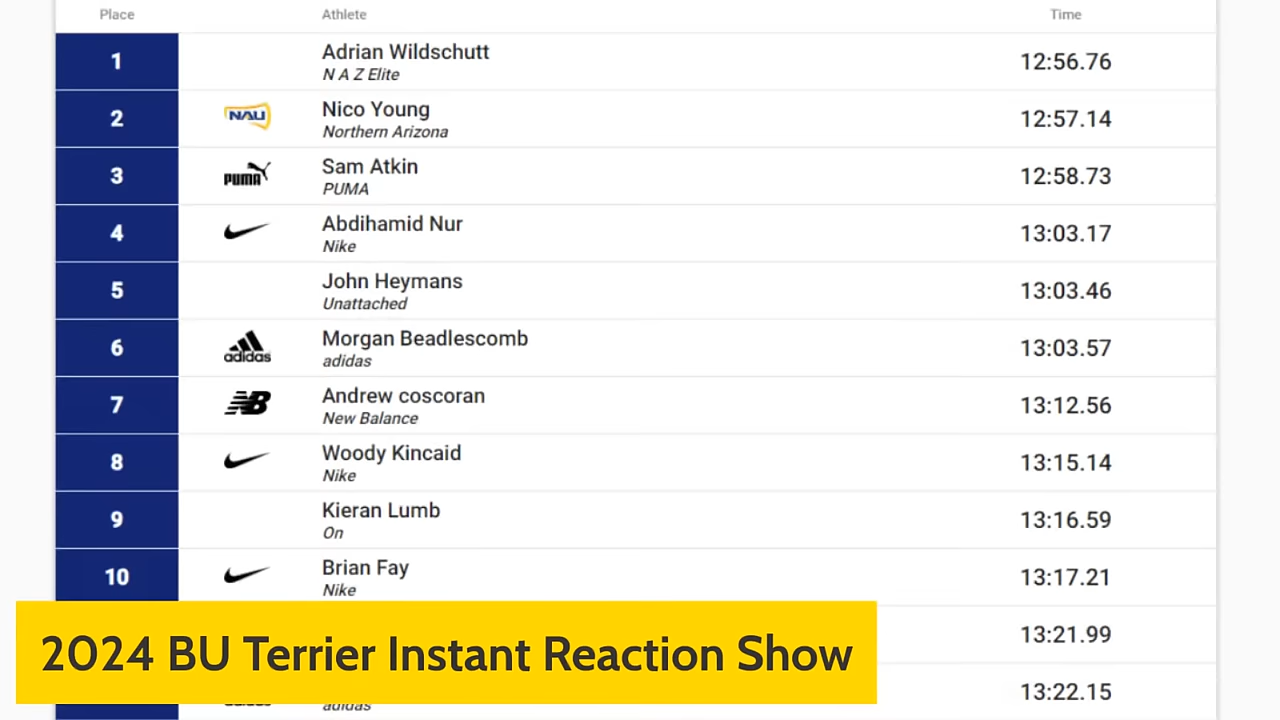 Place Athlete Time
1 Adrian Wildschutt 12:56.76
N A Z Elite
2 NAU Nico Young 12:57.14
Northern Arizona
3 PUMA Sam Atkin 12:58.73
PUMA
4 Abdihamid Nur 13:03.17
Nike
5 John Heymans 13:03.46
Unattached
6 adidas Morgan Beadlescomb 13:03.57
adidas
7 NB Andrew coscoran 13:12.56
New Balance
8 Woody Kincaid 13:15.14
Nike
9 Kieran Lumb 13:16.59
On
10 Brian Fay 13:17.21
Nike
13:21.99
2024 BU Terrier Instant Reaction Show
13:22.15
adidas